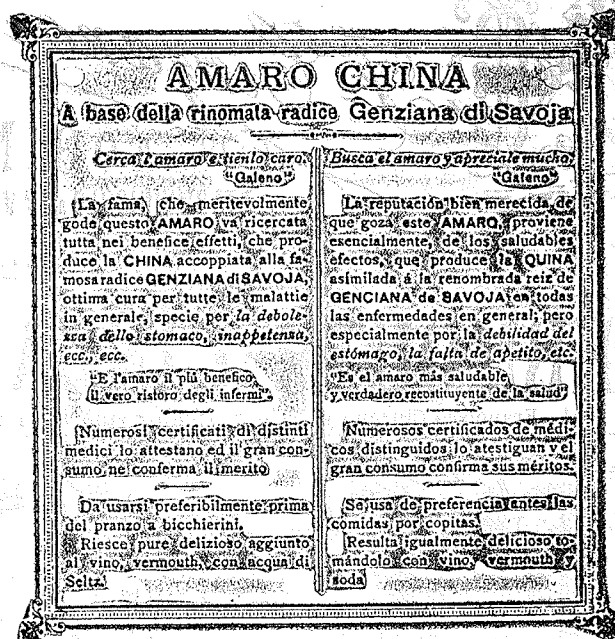 AMARO CHINA
A base della rinomata radice Genziana di Savoja
Cerca l'amaro e tienlo caro.
"Galeno"
La fama, che meritevolmente
gode questo AMARO va ricercata
tutta nei benefice effetti, che pro-
duce la CHINA accoppiata alla fa-
mosa radice GENZIANA di SAVOJA,
ottima cura per tutte le malattie
in generale, specie per la debole-
zza dello stomaco, inappetenza,
ecc., ecc.
"E l'amaro il più benefico,
il vero ristoro degli infermi".
Numerosi certificati di distinti
medici lo attestano ed il gran con-
sumo ne conferma il merito
Da usarsi preferibilmente prima
del pranzo a bicchierini.
Riesce pure delizioso aggiunto
al vino, vermouth, con acqua di
Seltz.
Busca el amaro y apreciale mucho.
"Galeno"
La reputación bien merecida de
que goza este AMARO, proviene
esencialmente, de los saludables
efectos, que produce la QUINA
asimilada á la renombrada reiz de
GENCIANA de SAVOJA en todas
las enfermedades en general; pero
especialmente por la debilidad del
estómago, la falta de apetito, etc.
"Es el amaro más saludable
y verdadero recostituyente de la salud"
Numerosos certificados de médi-
cos distinguidos lo atestiguan y el
gran consumo confirma sus méritos.
Se usa de preferencia antes las
comidas por copitas.
Resulta igualmente delicioso to-
mándolo con vino, vermouth y
soda